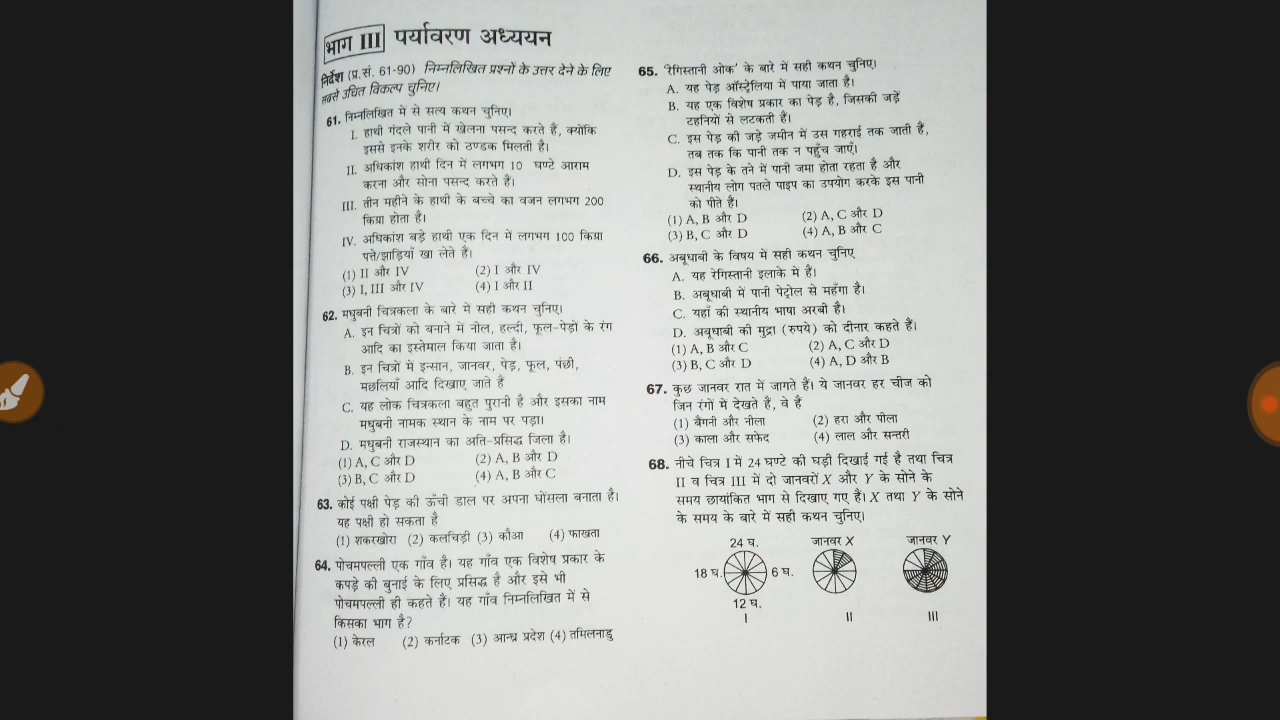 भाग III पर्यावरण अध्ययन
निर्देश (प्र.सं. 61-90) निम्नलिखित प्रश्नों के उत्तर देने के लिए
सबसे उचित विकल्प चुनिए।
61. निम्नलिखित में से सत्य कथन चुनिए।
I. हाथी गंदले पानी में खेलना पसन्द करते हैं, क्योंकि
इससे इनके शरीर को ठण्डक मिलती है।
II. अधिकांश हाथी दिन में लगभग 10 घण्टे आराम
करना और सोना पसन्द करते हैं।
III. तीन महीने के हाथी के बच्चे का वजन लगभग 200
किग्रा होता है।
IV. अधिकांश बड़े हाथी एक दिन में लगभग 100 किग्रा
पत्ते/झाड़ियाँ खा लेते हैं।
(1) II और IV (2) I और IV
(3) I, III और IV (4) I और II
62. मधुबनी चित्रकला के बारे में सही कथन चुनिए।
A. इन चित्रों को बनाने में नील, हल्दी, फूल-पेड़ों के रंग
आदि का इस्तेमाल किया जाता है।
B. इन चित्रों में इन्सान, जानवर, पेड़, फूल, पंछी,
मछलियाँ आदि दिखाए जाते हैं
C. यह लोक चित्रकला बहुत पुरानी है और इसका नाम
मधुबनी नामक स्थान के नाम पर पड़ा।
D. मधुबनी राजस्थान का अति-प्रसिद्ध जिला है।
(1) A, C और D (2) A, B और D
(3) B, C और D (4) A, B और C
63. कोई पक्षी पेड़ की ऊँची डाल पर अपना घोंसला बनाता है।
यह पक्षी हो सकता है
(1) शकरखोरा (2) कलचिड़ी (3) कौआ (4) फाखता
64. पोचमपल्ली एक गाँव है। यह गाँव एक विशेष प्रकार के
कपड़े की बुनाई के लिए प्रसिद्ध है और इसे भी
पोचमपल्ली ही कहते हैं। यह गाँव निम्नलिखित में से
किसका भाग है?
(1) केरल (2) कर्नाटक (3) आन्ध्र प्रदेश (4) तमिलनाडु
65. 'रेगिस्तानी ओक' के बारे में सही कथन चुनिए।
A. यह पेड़ ऑस्ट्रेलिया में पाया जाता है।
B. यह एक विशेष प्रकार का पेड़ है, जिसकी जड़ें
टहनियों से लटकती हैं।
C. इस पेड़ की जड़े जमीन में उस गहराई तक जाती हैं,
तब तक कि पानी तक न पहुँच जाएँ।
D. इस पेड़ के तने में पानी जमा होता रहता है और
स्थानीय लोग पतले पाइप का उपयोग करके इस पानी
को पीते हैं।
(1) A, B और D (2) A, C और D
(3) B, C और D (4) A, B और C
66. अबूधाबी के विषय में सही कथन चुनिए
A. यह रेगिस्तानी इलाके में है।
B. अबूधाबी में पानी पेट्रोल से महँगा है।
C. यहाँ की स्थानीय भाषा अरबी है।
D. अबूधाबी की मुद्रा (रुपये) को दीनार कहते हैं।
(1) A, B और C (2) A, C और D
(3) B, C और D (4) A, D और B
67. कुछ जानवर रात में जागते हैं। ये जानवर हर चीज को
जिन रंगों में देखते हैं, वे हैं
(1) बैंगनी और नीला (2) हरा और पीला
(3) काला और सफेद (4) लाल और सन्तरी
68. नीचे चित्र I में 24 घण्टे की घड़ी दिखाई गई है तथा चित्र
II व चित्र III में दो जानवरों X और Y के सोने के
समय छायांकित भाग से दिखाए गए हैं। X तथा Y के सोने
के समय के बारे में सही कथन चुनिए।
24 घ. जानवर X जानवर Y
18 घ. 6 घ.
12 घ.
I II III